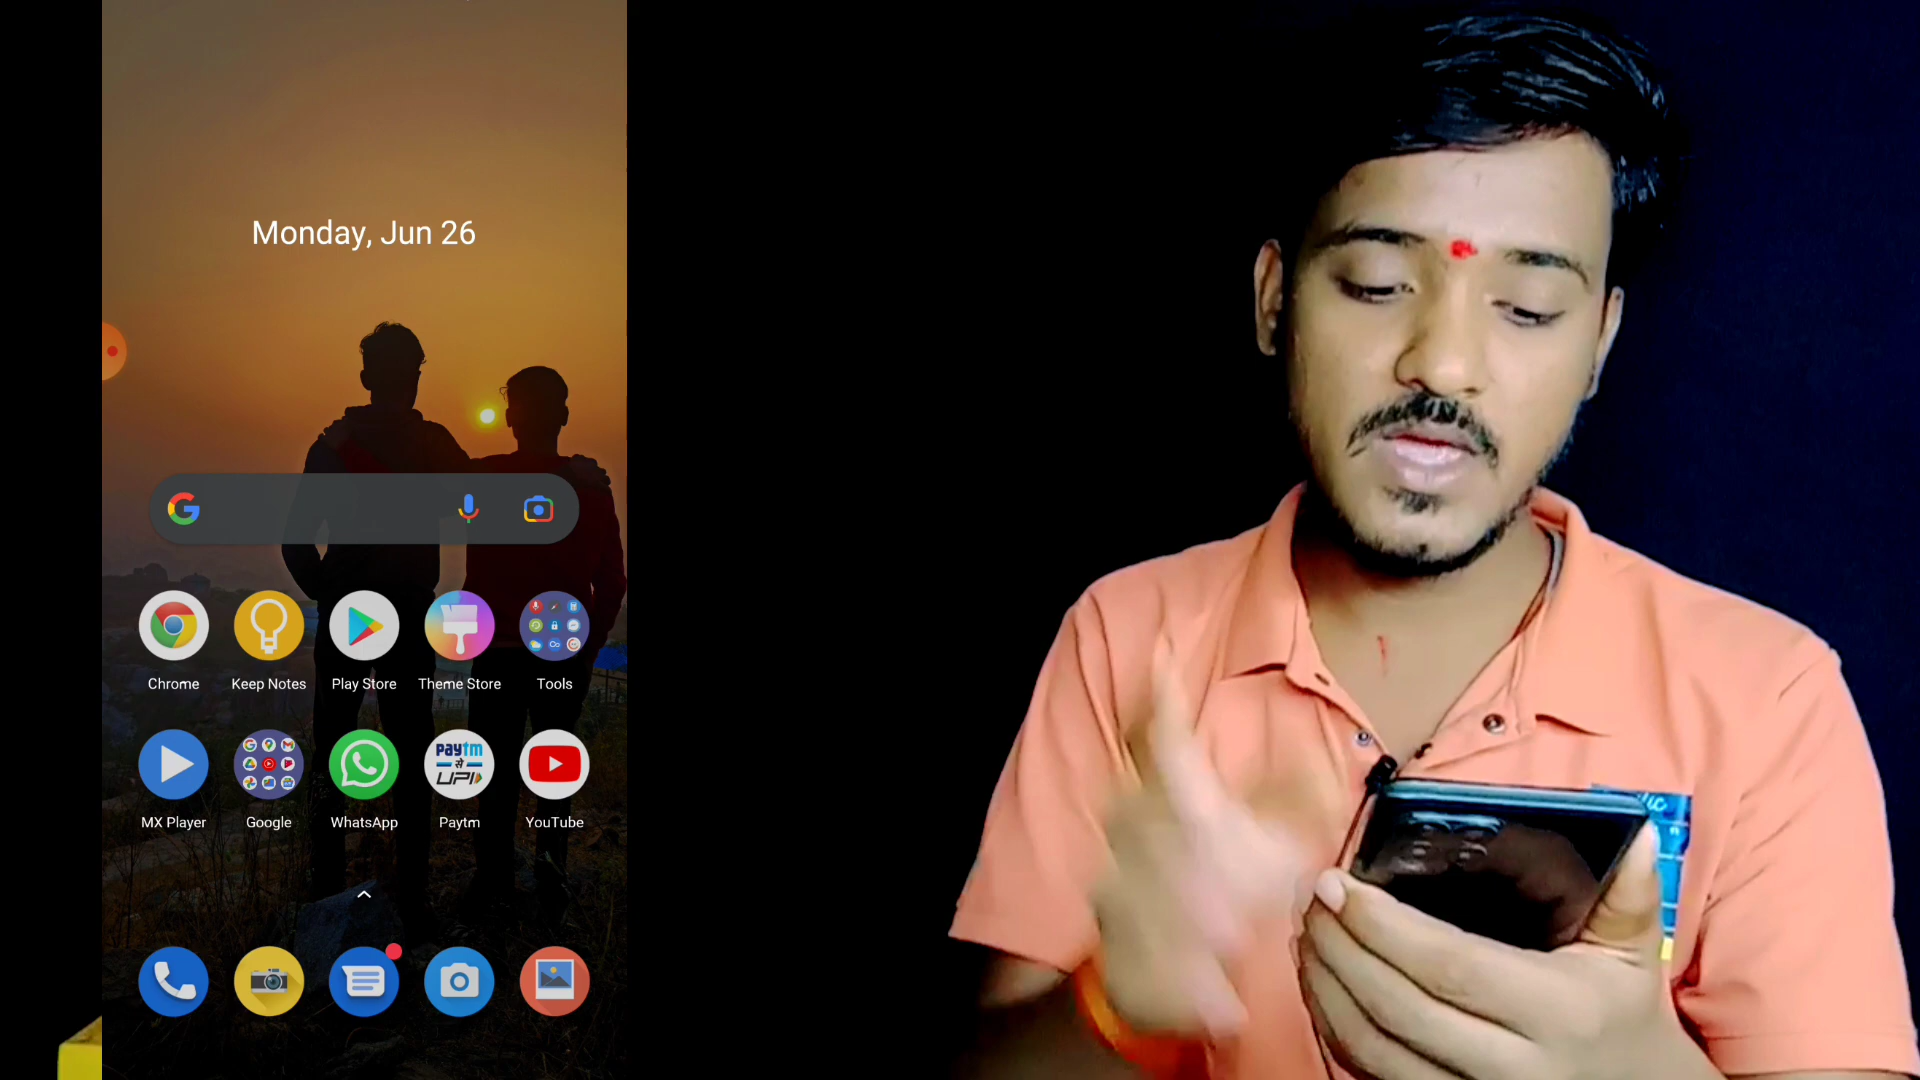 Monday, Jun 26
Chrome
Keep Notes
Play Store
Theme Store
Tools
paytm
से
UPI
MX Player
Google
WhatsApp
Paytm
YouTube